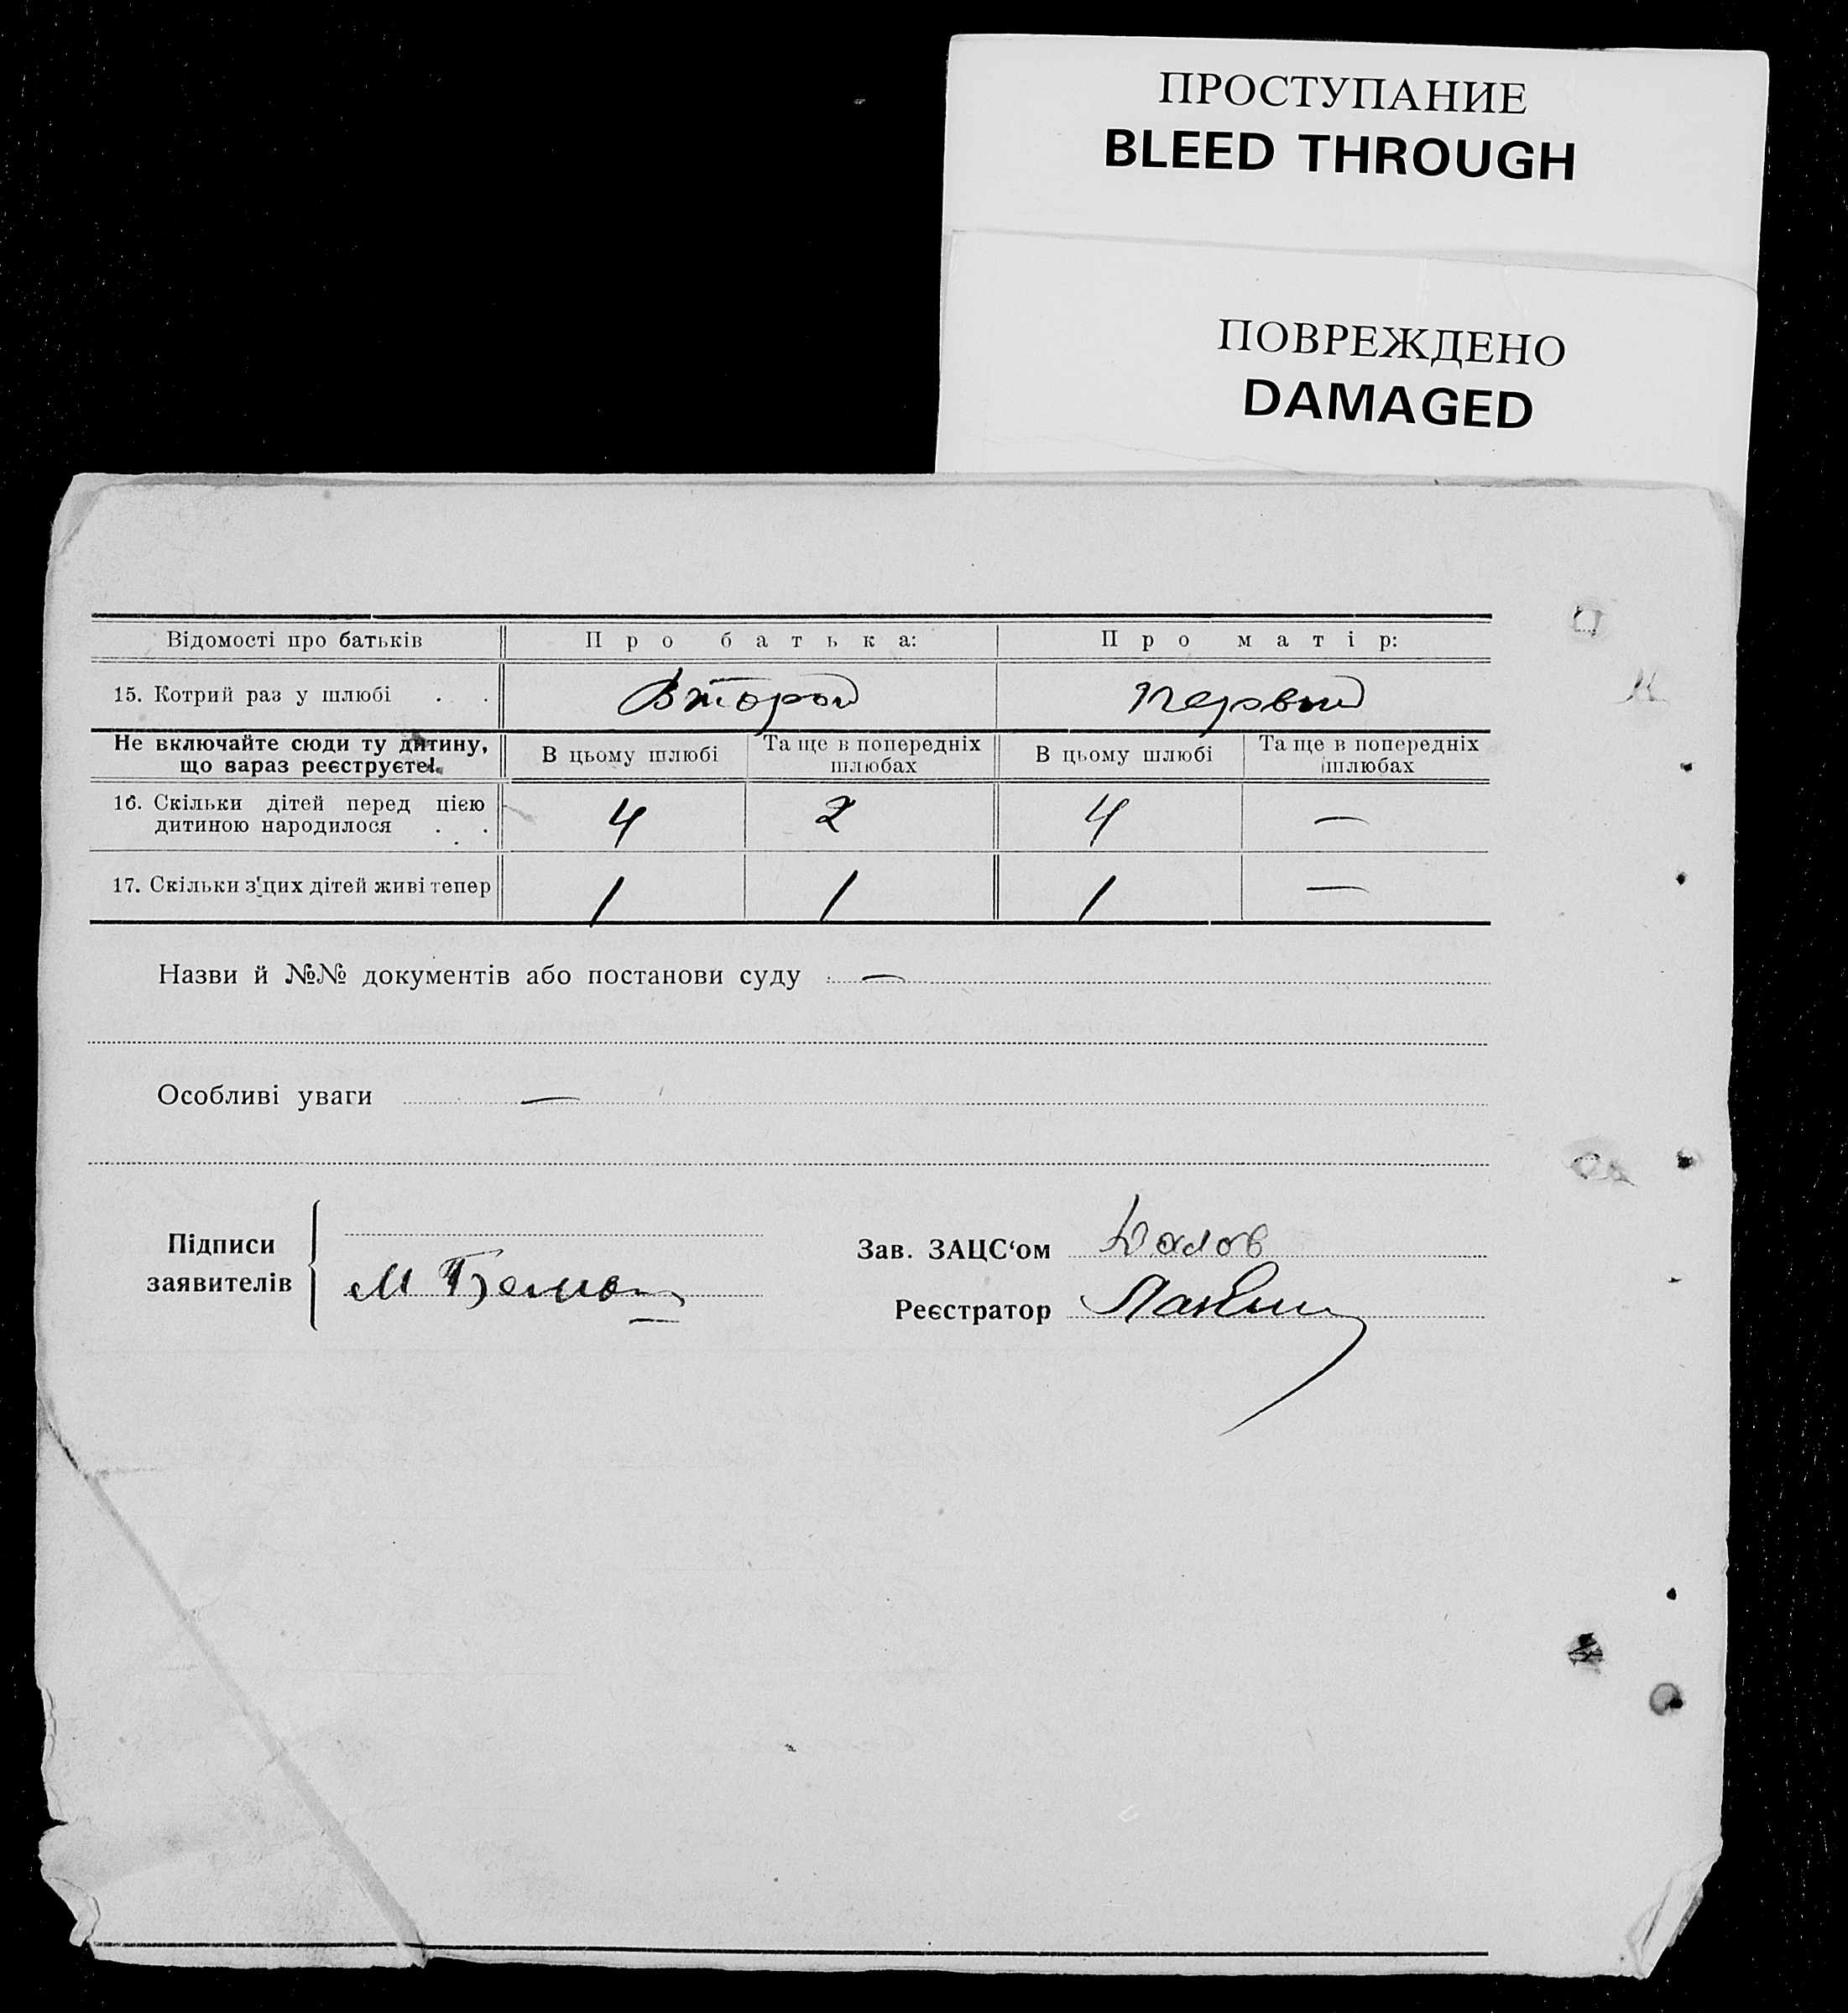 ПРОСТУПАНИЕ
BLEED THROUGH
ПОВРЕЖДЕНО
DAMAGED
Відомості про батьків Про батька: Про матір:
15. Котрий раз у шлюбі . . Второй Первый
Не включайте сюди ту дитину, що вараз реєструєте!
В цьому шлюбі Та ще в попередніх шлюбах В цьому шлюбі Та ще в попередніх шлюбах
16. Скільки дітей перед цією
дитиною народилося . . 4 2 4 —
17. Скільки з'цих дітей живі тепер 1 1 1 —
Назви й №№ документів або постанови суду —
Особливі уваги —
Підписи
заявителів М
Зав. ЗАЦС‘ом
Реєстратор